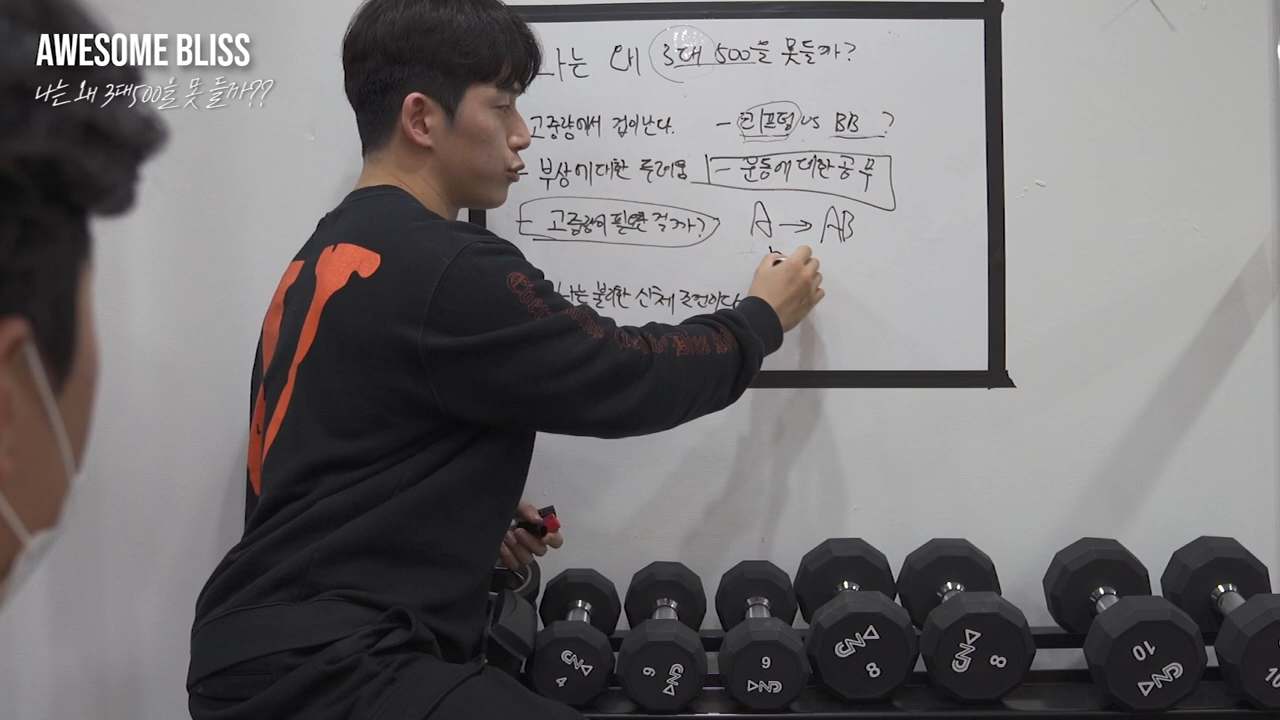 AWESOME BLISS
나는 왜 3대500을 못 들까??
나는 왜 3대 500을 못들까?
고중량에서 겁이난다.
- 부상에 대한 두려움
- 고중량이 필요한 걸까?
나는 불리한 신체 조건이다
- 파워리프팅 vs BB ?
- 운동에 대한 공부
A → AB
4
6
6
8
8
10
10